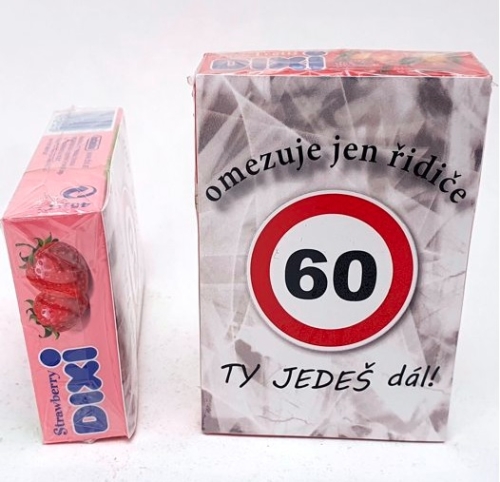 Strawberry
DIXI
DIXI
omezuje jen řidiče
60
TY JEDEŠ dál!